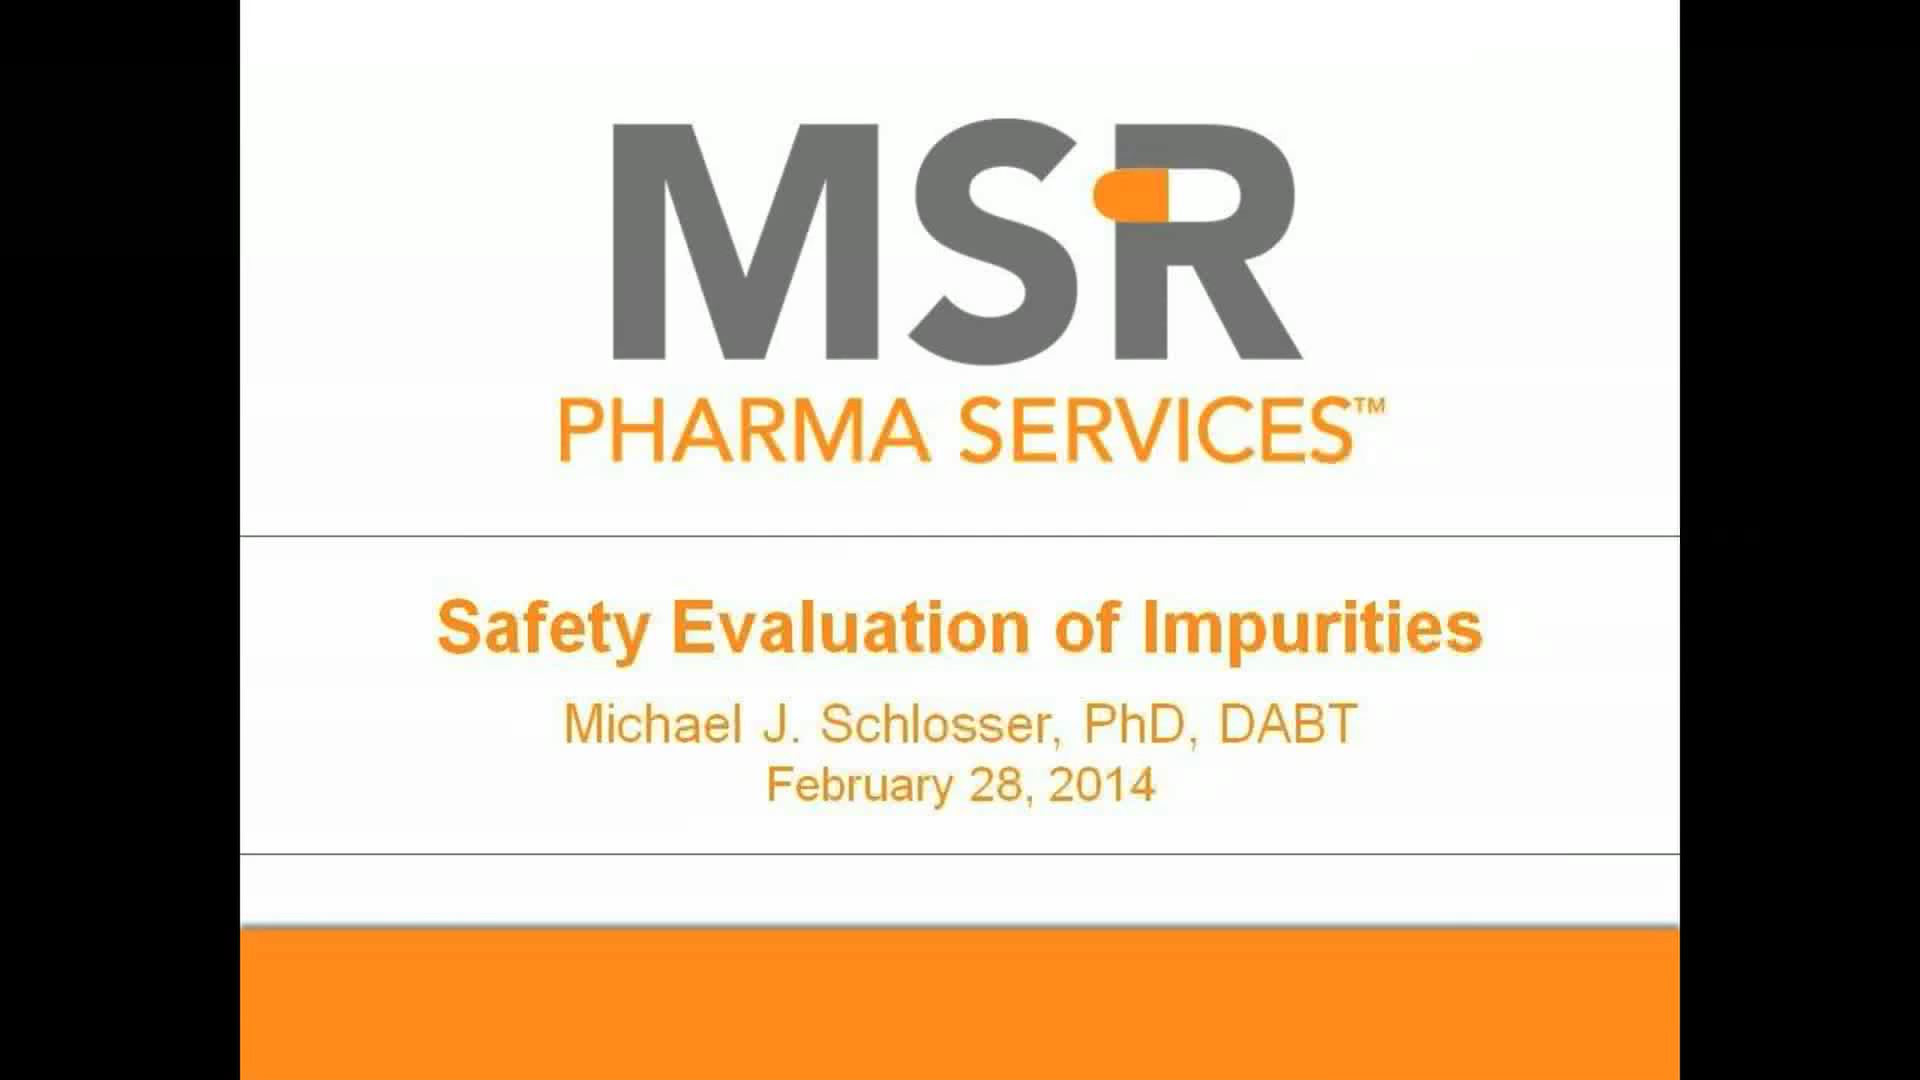 MSR
PHARMA SERVICES™
Safety Evaluation of Impurities
Michael J. Schlosser, PhD, DABT
February 28, 2014